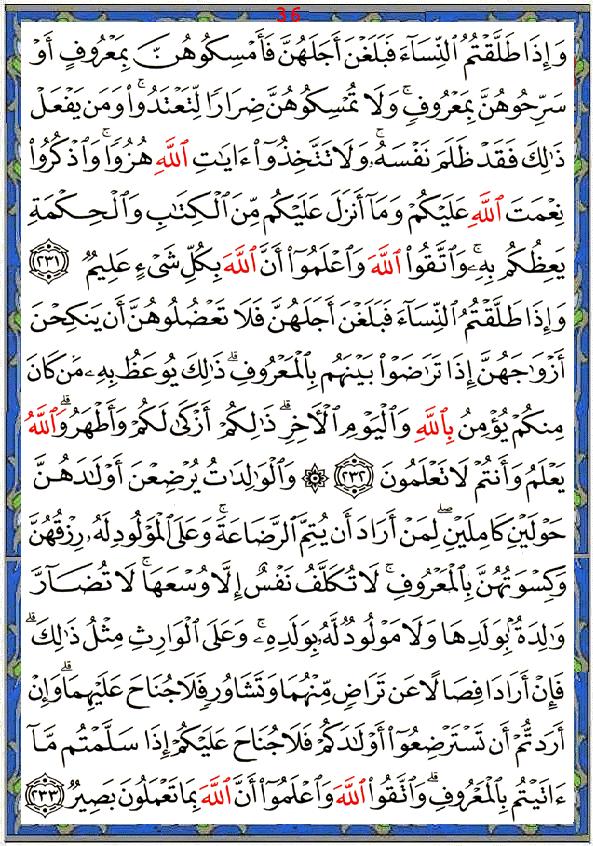 36
وَإِذَا طَلَّقْتُمُ ٱلنِّسَآءَ فَبَلَغْنَ أَجَلَهُنَّ فَأَمْسِكُوهُنَّ بِمَعْرُوفٍ أَوْ
سَرِّحُوهُنَّ بِمَعْرُوفٍۚ وَلَا تُمْسِكُوهُنَّ ضِرَارًا لِّتَعْتَدُوا۟ۚ وَمَن يَفْعَلْ
ذَٰلِكَ فَقَدْ ظَلَمَ نَفْسَهُۥۚ وَلَا تَتَّخِذُوٓا۟ ءَايَٰتِ ٱللَّهِ هُزُوًاۚ وَٱذْكُرُوا۟
نِعْمَتَ ٱللَّهِ عَلَيْكُمْ وَمَآ أَنزَلَ عَلَيْكُم مِّنَ ٱلْكِتَٰبِ وَٱلْحِكْمَةِ
يَعِظُكُم بِهِۦۚ وَٱتَّقُوا۟ ٱللَّهَ وَٱعْلَمُوٓا۟ أَنَّ ٱللَّهَ بِكُلِّ شَىْءٍ عَلِيمٌ ٢٣١
وَإِذَا طَلَّقْتُمُ ٱلنِّسَآءَ فَبَلَغْنَ أَجَلَهُنَّ فَلَا تَعْضُلُوهُنَّ أَن يَنكِحْنَ
أَزْوَٰجَهُنَّ إِذَا تَرَٰضَوْا۟ بَيْنَهُم بِٱلْمَعْرُوفِۗ ذَٰلِكَ يُوعَظُ بِهِۦ مَن كَانَ
مِنكُمْ يُؤْمِنُ بِٱللَّهِ وَٱلْيَوْمِ ٱلْءَاخِرِۗ ذَٰلِكُمْ أَزْكَىٰ لَكُمْ وَأَطْهَرُۗ وَٱللَّهُ
يَعْلَمُ وَأَنتُمْ لَا تَعْلَمُونَ ٢٣٢ ۞ وَٱلْوَٰلِدَٰتُ يُرْضِعْنَ أَوْلَٰدَهُنَّ
حَوْلَيْنِ كَامِلَيْنِۖ لِمَنْ أَرَادَ أَن يُتِمَّ ٱلرَّضَاعَةَۚ وَعَلَى ٱلْمَوْلُودِ لَهُۥ رِزْقُهُنَّ
وَكِسْوَتُهُنَّ بِٱلْمَعْرُوفِۚ لَا تُكَلَّفُ نَفْسٌ إِلَّا وُسْعَهَاۚ لَا تُضَآرَّ
وَٰلِدَةٌۢ بِوَلَدِهَا وَلَا مَوْلُودٌ لَّهُۥ بِوَلَدِهِۦۚ وَعَلَى ٱلْوَارِثِ مِثْلُ ذَٰلِكَۗ
فَإِنْ أَرَادَا فِصَالًا عَن تَرَاضٍ مِّنْهُمَا وَتَشَاوُرٍ فَلَا جُنَاحَ عَلَيْهِمَاۗ وَإِنْ
أَرَدتُّمْ أَن تَسْتَرْضِعُوٓا۟ أَوْلَٰدَكُمْ فَلَا جُنَاحَ عَلَيْكُمْ إِذَا سَلَّمْتُم مَّآ
ءَاتَيْتُم بِٱلْمَعْرُوفِۗ وَٱتَّقُوا۟ ٱللَّهَ وَٱعْلَمُوٓا۟ أَنَّ ٱللَّهَ بِمَا تَعْمَلُونَ بَصِيرٌ ٢٣٣